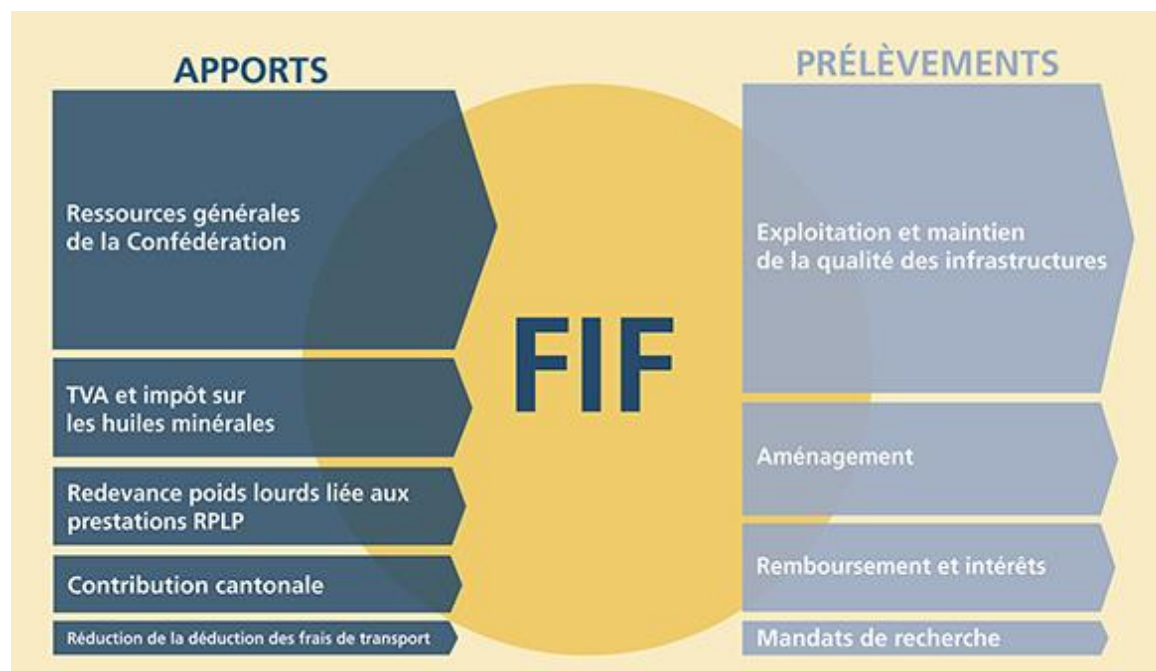 APPORTS
Ressources générales
de la Confédération
TVA et impôt sur
les huiles minérales
Redevance poids lourds liée aux
prestations RPLP
Contribution cantonale
Réduction de la déduction des frais de transport
FIF
PRÉLÈVEMENTS
Exploitation et maintien
de la qualité des infrastructures
Aménagement
Remboursement et intérêts
Mandats de recherche